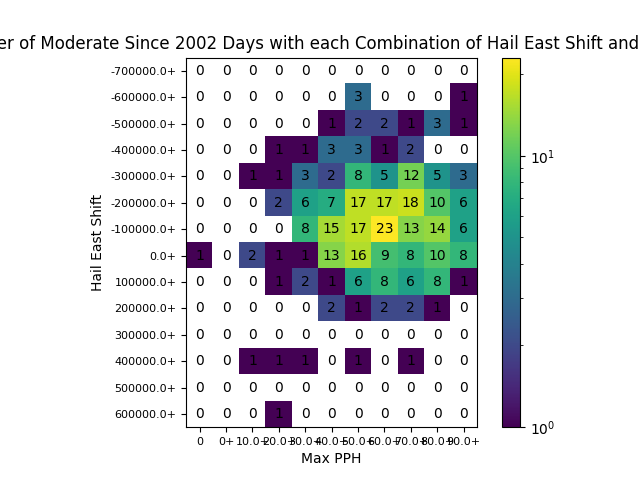 er of Moderate Since 2002 Days with each Combination of Hail East Shift and
-700000.0+ 0 0 0 0 0 0 0 0 0 0 0
-600000.0+ 0 0 0 0 0 0 3 0 0 0 1
-500000.0+ 0 0 0 0 0 1 2 2 1 3 1
-400000.0+ 0 0 0 1 1 3 3 1 2 0 0
-300000.0+ 0 0 1 1 3 2 8 5 12 5 3
-200000.0+ 0 0 0 2 6 7 17 17 18 10 6
-100000.0+ 0 0 0 0 8 15 17 23 13 14 6
0.0+ 1 0 2 1 1 13 16 9 8 10 8
100000.0+ 0 0 0 1 2 1 6 8 6 8 1
200000.0+ 0 0 0 0 0 2 1 2 2 1 0
300000.0+ 0 0 0 0 0 0 0 0 0 0 0
400000.0+ 0 0 1 1 1 0 1 0 1 0 0
500000.0+ 0 0 0 0 0 0 0 0 0 0 0
600000.0+ 0 0 0 1 0 0 0 0 0 0 0
0 0+ 10.0+ 20.0+ 30.0+ 40.0+ 50.0+ 60.0+ 70.0+ 80.0+ 90.0+
Max PPH
Hail East Shift
10¹
10⁰